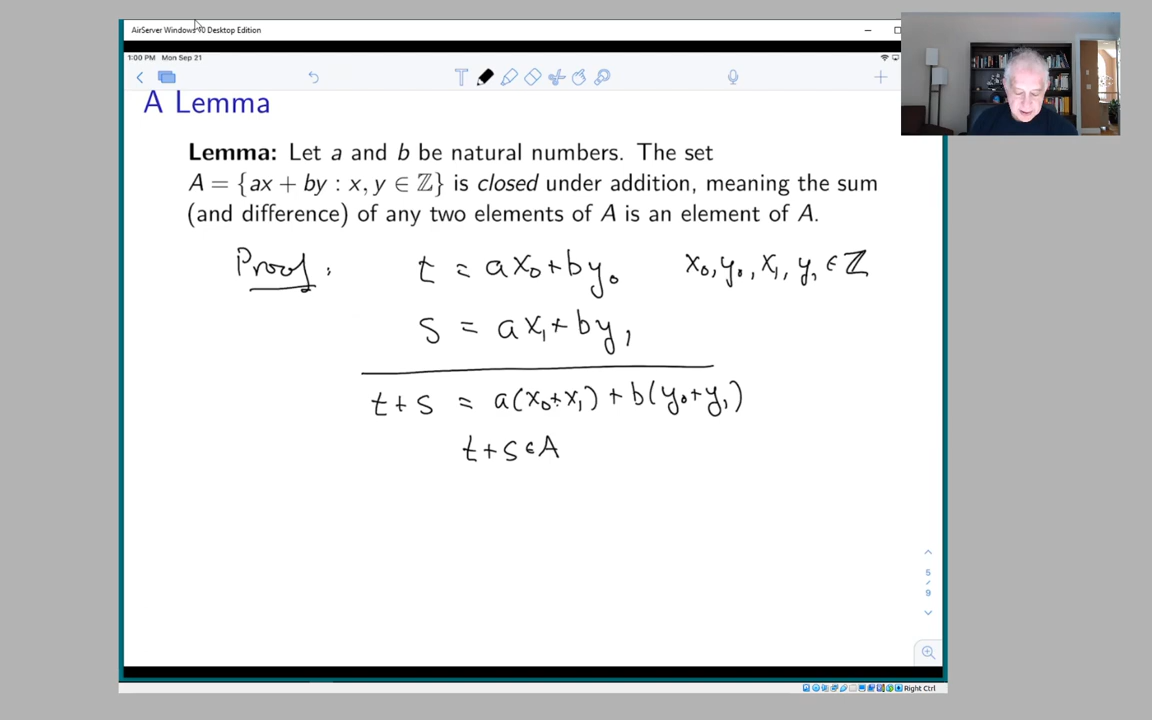 AirServer Windows 10 Desktop Edition
1:00 PM Mon Sep 21
A Lemma
Lemma: Let a and b be natural numbers. The set
A = {ax + by : x, y ∈ ℤ} is closed under addition, meaning the sum
(and difference) of any two elements of A is an element of A.
Proof: t = ax₀ + by₀ x₀, y₀, x₁, y₁ ∈ ℤ
s = ax₁ + by₁
t + s = a(x₀ + x₁) + b(y₀ + y₁)
t + s ∈ A
5
/
9
Right Ctrl